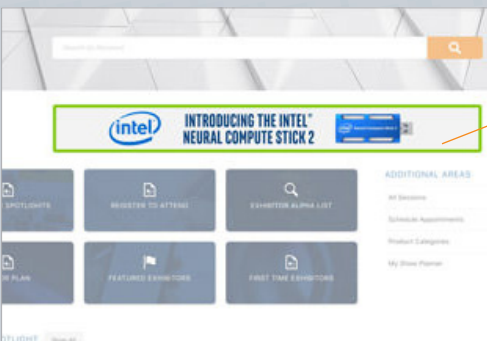 intel
INTRODUCING THE INTEL®
NEURAL COMPUTE STICK 2
SPOTLIGHTS
REGISTER TO ATTEND
EXHIBITOR ALPHA LIST
PLAN
FEATURED EXHIBITORS
FIRST TIME EXHIBITORS
ADDITIONAL AREAS
All Sessions
Schedule Appointments
Product Categories
My Show Planner